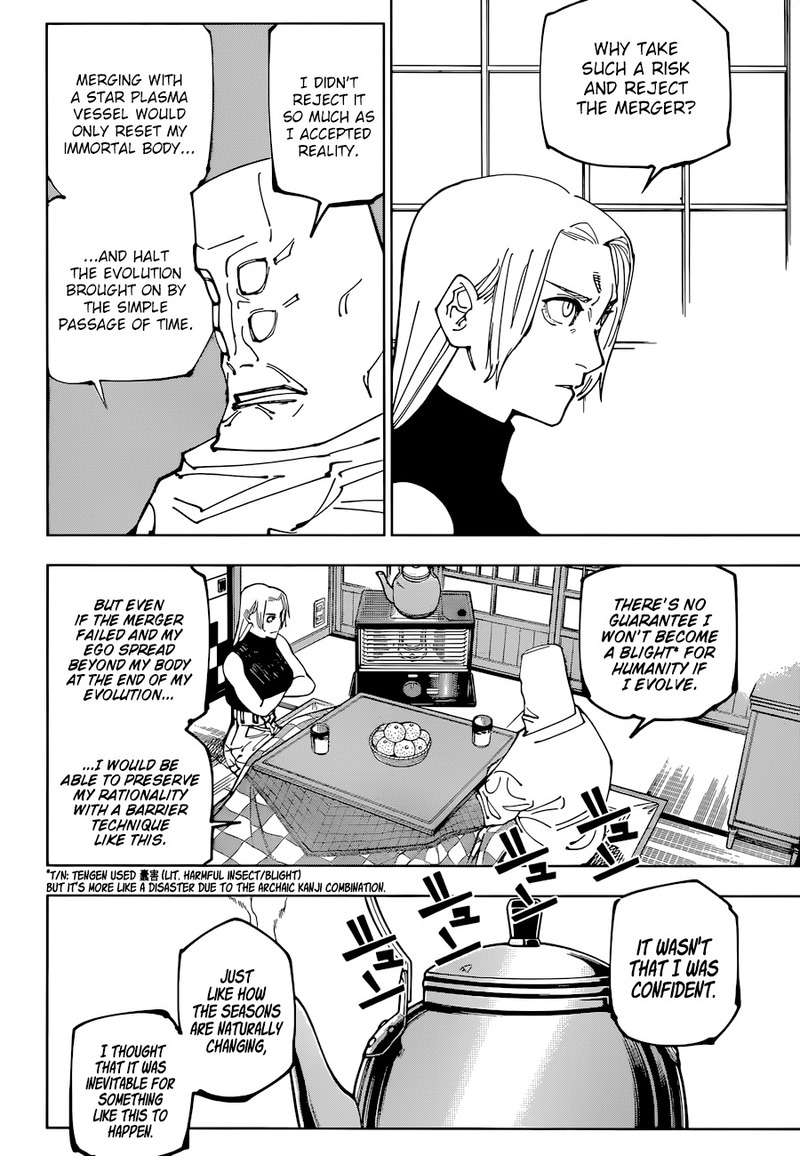 WHY TAKE
SUCH A RISK
AND REJECT
THE MERGER?
I DIDN'T
REJECT IT
SO MUCH AS
I ACCEPTED
REALITY.
MERGING WITH
A STAR PLASMA
VESSEL WOULD
ONLY RESET MY
IMMORTAL BODY...
...AND HALT
THE EVOLUTION
BROUGHT ON BY
THE SIMPLE
PASSAGE OF TIME.
THERE'S NO
GUARANTEE I
WON'T BECOME
A BLIGHT* FOR
HUMANITY IF
I EVOLVE.
BUT EVEN
IF THE MERGER
FAILED AND MY
EGO SPREAD
BEYOND MY BODY
AT THE END OF MY
EVOLUTION...
...I WOULD BE
ABLE TO PRESERVE
MY RATIONALITY
WITH A BARRIER
TECHNIQUE
LIKE THIS.
*T/N: TENGEN USED 害 (LIT. HARMFUL INSECT/BLIGHT)
BUT IT'S MORE LIKE A DISASTER DUE TO THE ARCHAIC KANJI COMBINATION.
IT WASN'T
THAT I WAS
CONFIDENT.
シュ
シュ
シュ
シュ
JUST
LIKE HOW
THE SEASONS
ARE NATURALLY
CHANGING,
I THOUGHT
THAT IT WAS
INEVITABLE FOR
SOMETHING
LIKE THIS TO
HAPPEN.